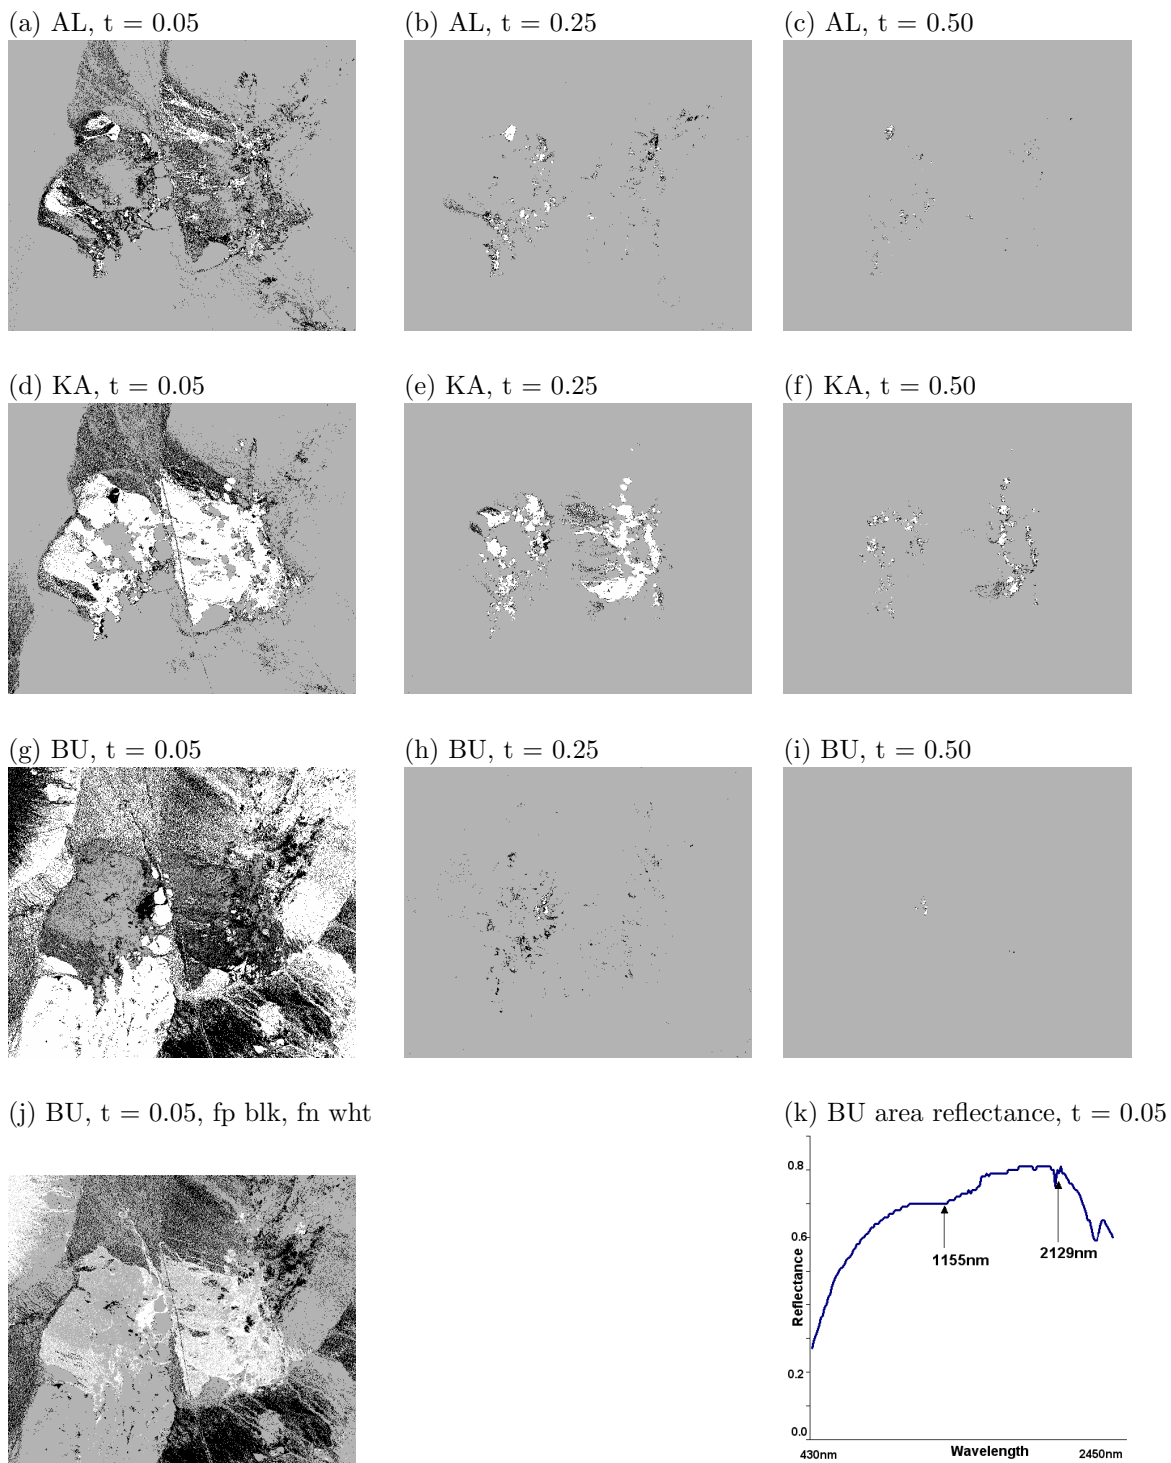 (a) AL, t = 0.05
(b) AL, t = 0.25
(c) AL, t = 0.50
(d) KA, t = 0.05
(e) KA, t = 0.25
(f) KA, t = 0.50
(g) BU, t = 0.05
(h) BU, t = 0.25
(i) BU, t = 0.50
(j) BU, t = 0.05, fp blk, fn wht
(k) BU area reflectance, t = 0.05
0.8
0.6
0.2
0.0
Reflectance
1155nm
2129nm
430nm
Wavelength
2450nm